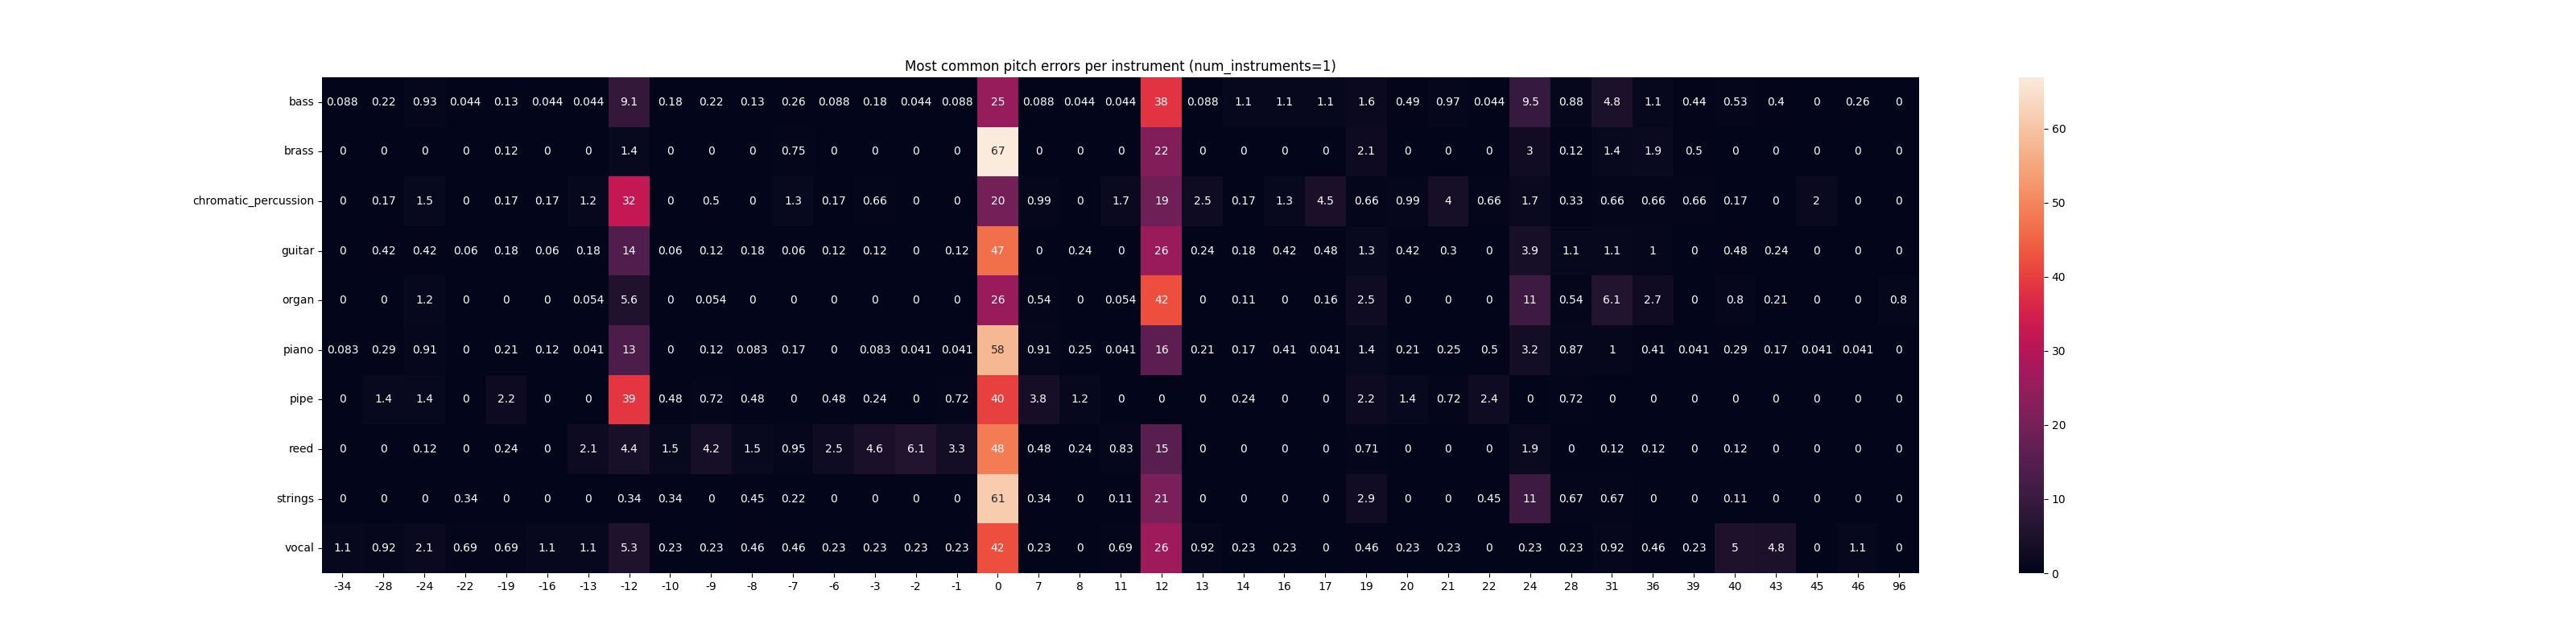 Most common pitch errors per instrument (num_instruments=1)
bass 0.088 0.22 0.93 0.044 0.13 0.044 0.044 9.1 0.18 0.22 0.13 0.26 0.088 0.18 0.044 0.088 25 0.088 0.044 0.044 38 0.088 1.1 1.1 1.1 1.6 0.49 0.97 0.044 9.5 0.88 4.8 1.1 0.44 0.53 0.4 0 0.26 0
60
brass 0 0 0 0 0.12 0 0 1.4 0 0 0 0.75 0 0 0 0 67 0 0 0 22 0 0 0 0 2.1 0 0 0 3 0.12 1.4 1.9 0.5 0 0 0 0 0
50
chromatic_percussion 0 0.17 1.5 0 0.17 0.17 1.2 32 0 0.5 0 1.3 0.17 0.66 0 0 20 0.99 0 1.7 19 2.5 0.17 1.3 4.5 0.66 0.99 4 0.66 1.7 0.33 0.66 0.66 0.66 0.17 0 2 0 0
guitar 0 0.42 0.42 0.06 0.18 0.06 0.18 14 0.06 0.12 0.18 0.06 0.12 0.12 0 0.12 47 0 0.24 0 26 0.24 0.18 0.42 0.48 1.3 0.42 0.3 0 3.9 1.1 1.1 1 0 0.48 0.24 0 0 0
40
organ 0 0 1.2 0 0 0 0.054 5.6 0 0.054 0 0 0 0 0 0 26 0.54 0 0.054 42 0 0.11 0 0.16 2.5 0 0 0 11 0.54 6.1 2.7 0 0.8 0.21 0 0 0.8
30
piano 0.083 0.29 0.91 0 0.21 0.12 0.041 13 0 0.12 0.083 0.17 0 0.083 0.041 0.041 58 0.91 0.25 0.041 16 0.21 0.17 0.41 0.041 1.4 0.21 0.25 0.5 3.2 0.87 1 0.41 0.041 0.29 0.17 0.041 0.041 0
pipe 0 1.4 1.4 0 2.2 0 0 39 0.48 0.72 0.48 0 0.48 0.24 0 0.72 40 3.8 1.2 0 0 0 0.24 0 0 2.2 1.4 0.72 2.4 0 0.72 0 0 0 0 0 0 0 0
20
reed 0 0 0.12 0 0.24 0 2.1 4.4 1.5 4.2 1.5 0.95 2.5 4.6 6.1 3.3 48 0.48 0.24 0.83 15 0 0 0 0 0.71 0 0 0 1.9 0 0.12 0.12 0 0.12 0 0 0 0
10
strings 0 0 0 0.34 0 0 0 0.34 0.34 0 0.45 0.22 0 0 0 0 61 0.34 0 0.11 21 0 0 0 0 2.9 0 0 0.45 11 0.67 0.67 0 0 0.11 0 0 0 0
vocal 1.1 0.92 2.1 0.69 0.69 1.1 1.1 5.3 0.23 0.23 0.46 0.46 0.23 0.23 0.23 0.23 42 0.23 0 0.69 26 0.92 0.23 0.23 0 0.46 0.23 0.23 0 0.23 0.23 0.92 0.46 0.23 5 4.8 0 1.1 0
0
-34 -28 -24 -22 -19 -16 -13 -12 -10 -9 -8 -7 -6 -3 -2 -1 0 7 8 11 12 13 14 16 17 19 20 21 22 24 28 31 36 39 40 43 45 46 96